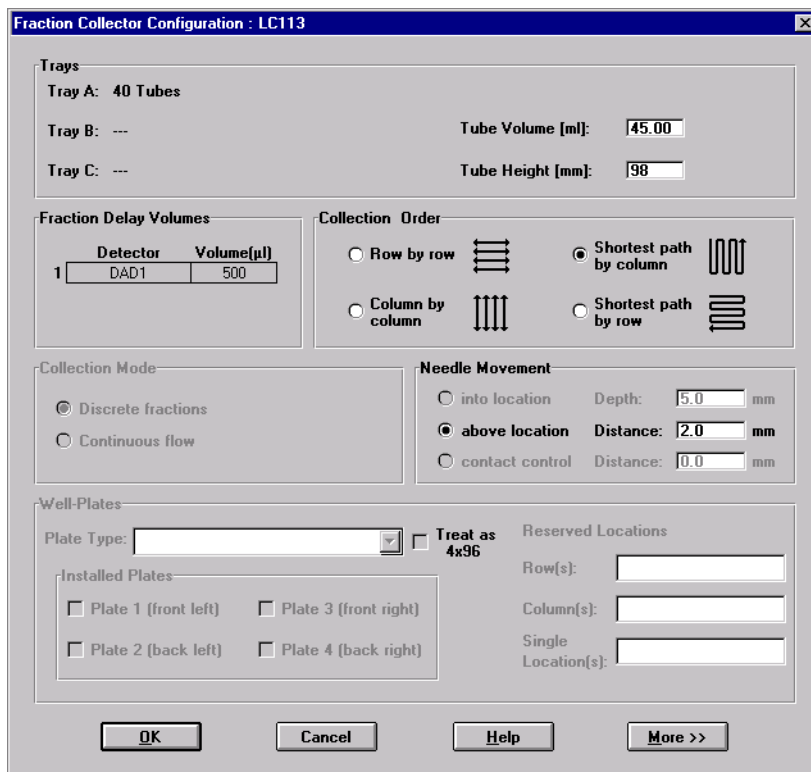 Fraction Collector Configuration : LC113
Trays
Tray A: 40 Tubes
Tray B: ---
Tube Volume [ml]: 45.00
Tray C: ---
Tube Height [mm]: 98
Fraction Delay Volumes
Detector Volume(µl)
1 DAD1 500
Collection Order
Row by row
Shortest path
by column
Column by
column
Shortest path
by row
Collection Mode
Discrete fractions
Continuous flow
Needle Movement
into location Depth: 5.0 mm
above location Distance: 2.0 mm
contact control Distance: 0.0 mm
Well-Plates
Plate Type:
Treat as
4x96
Installed Plates
Plate 1 (front left) Plate 3 (front right)
Plate 2 (back left) Plate 4 (back right)
Reserved Locations
Row(s):
Column(s):
Single
Location(s):
OK Cancel Help More >>